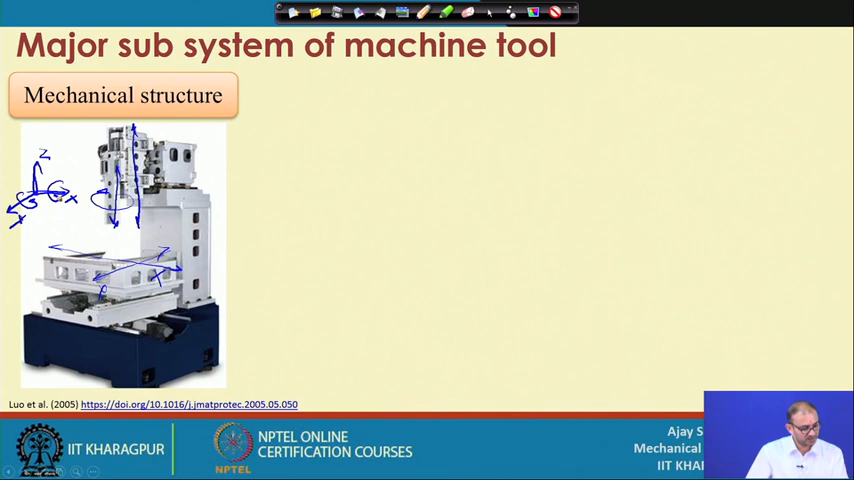 Major sub system of machine tool
Mechanical structure
Z
X
Y
X
Luo et al. (2005) https://doi.org/10.1016/j.jmatprotec.2005.05.050
IIT KHARAGPUR
NPTEL
NPTEL ONLINE
CERTIFICATION COURSES
Ajay S
Mechanical
IIT KHA